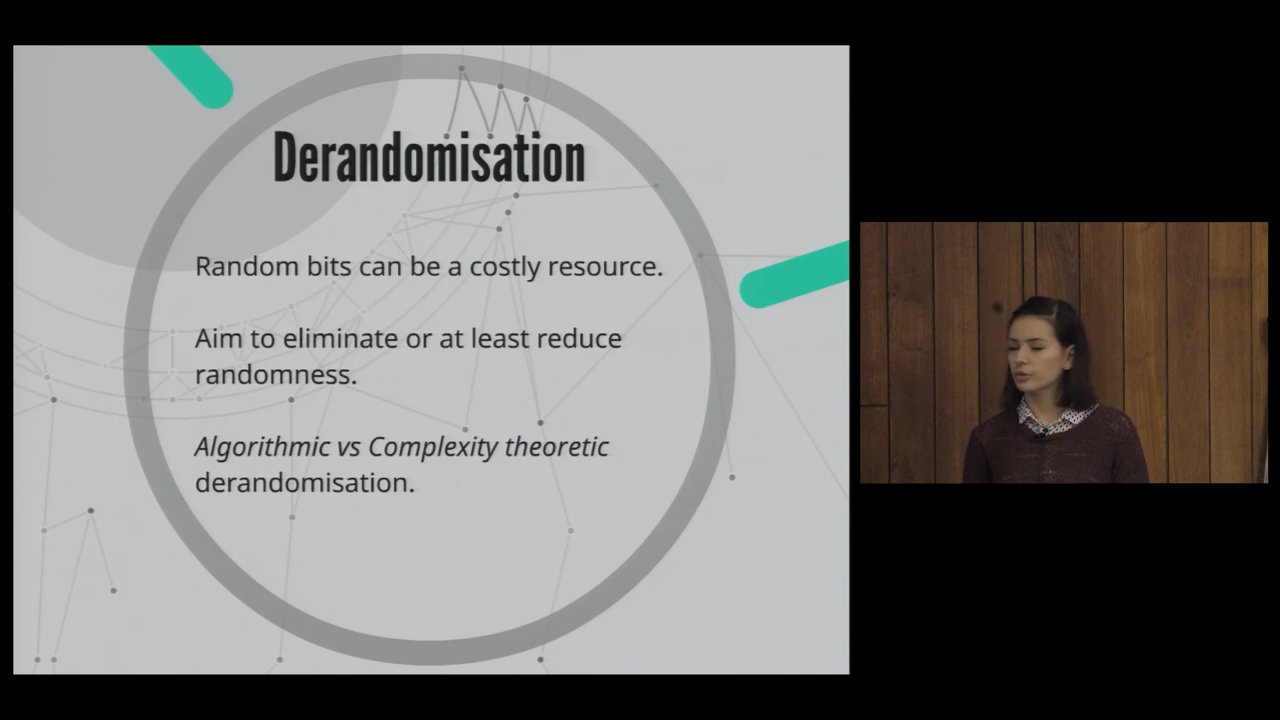 Derandomisation
Random bits can be a costly resource.
Aim to eliminate or at least reduce
randomness.
Algorithmic vs Complexity theoretic
derandomisation.